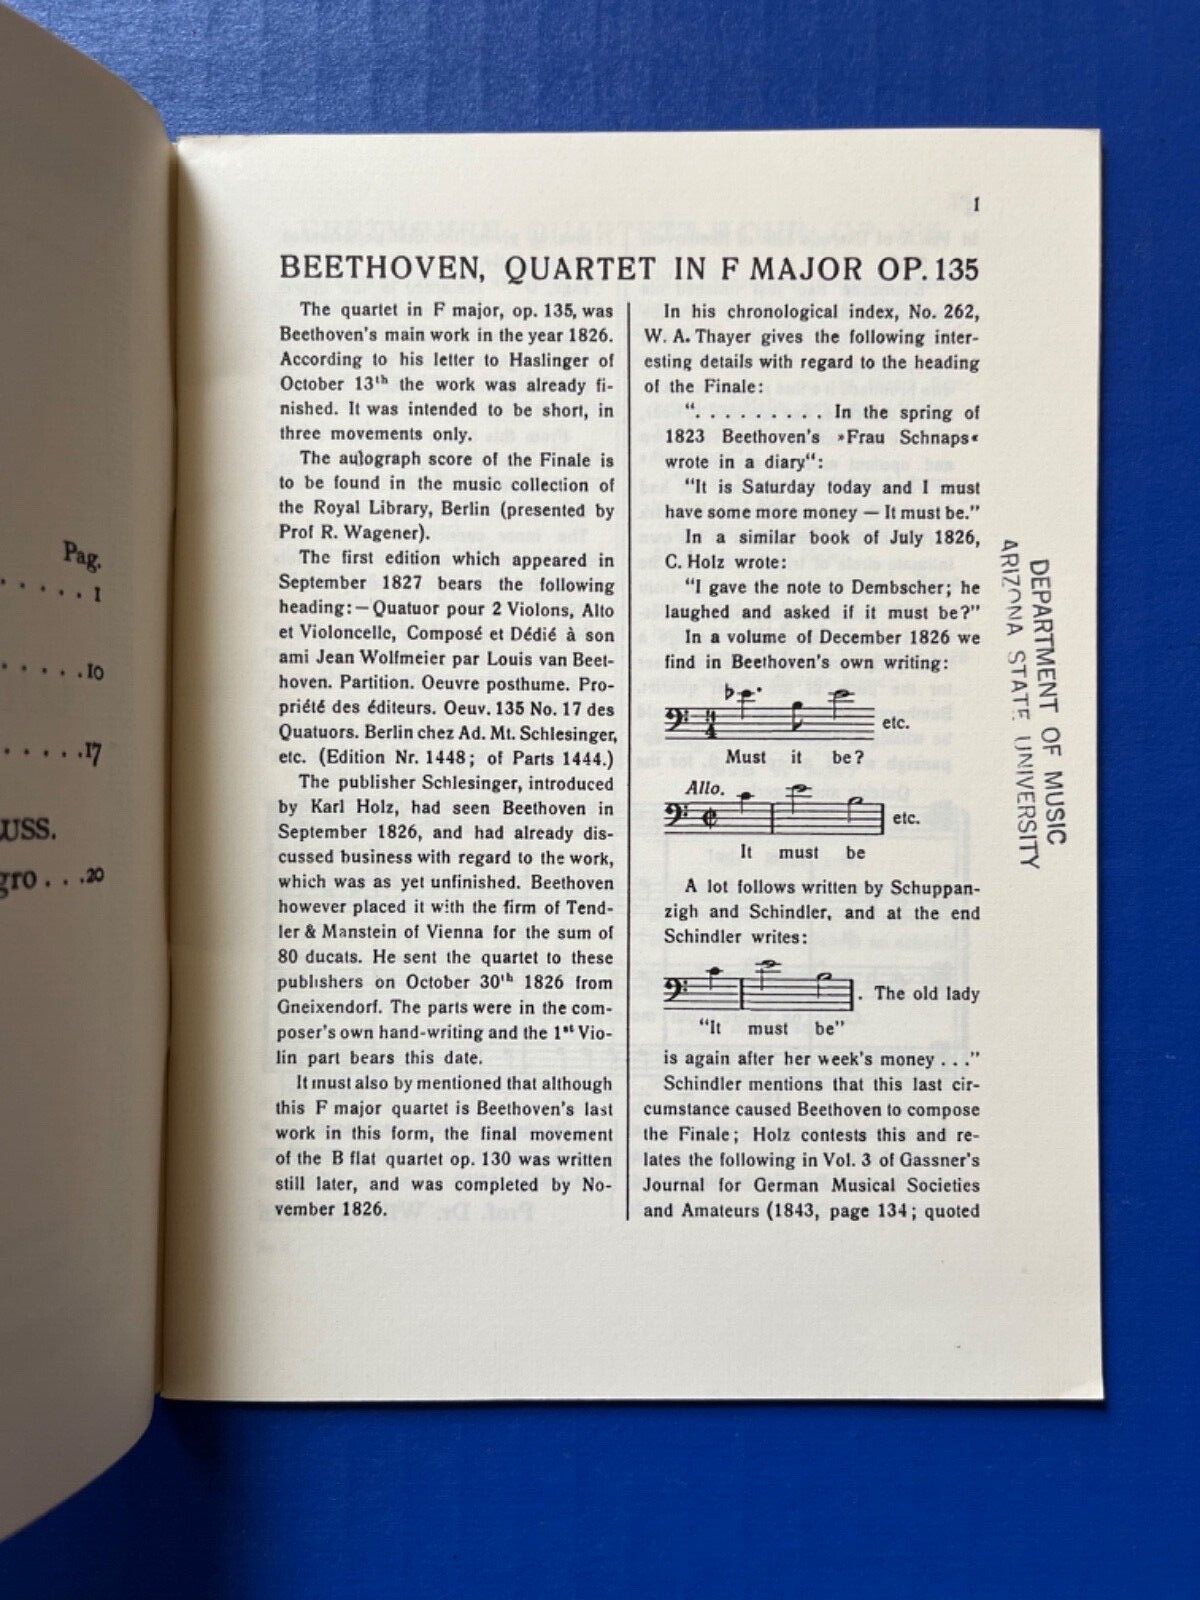 Pag.
. . . . 1
. . . . .10
. . . . .17
USS.
gro . . .20
1
BEETHOVEN, QUARTET IN F MAJOR OP. 135
The quartet in F major, op. 135, was
Beethoven's main work in the year 1826.
According to his letter to Haslinger of
October 13th the work was already fi-
nished. It was intended to be short, in
three movements only.
The autograph score of the Finale is
to be found in the music collection of
the Royal Library, Berlin (presented by
Prof R. Wagener).
The first edition which appeared in
September 1827 bears the following
heading: — Quatuor pour 2 Violons, Alto
et Violoncelle, Composé et Dédié à son
ami Jean Wolfmeier par Louis van Beet-
hoven. Partition. Oeuvre posthume. Pro-
priété des éditeurs. Oeuv. 135 No. 17 des
Quatuors. Berlin chez Ad. Mt. Schlesinger,
etc. (Edition Nr. 1448; of Parts 1444.)
The publisher Schlesinger, introduced
by Karl Holz, had seen Beethoven in
September 1826, and had already dis-
cussed business with regard to the work,
which was as yet unfinished. Beethoven
however placed it with the firm of Tend-
ler & Manstein of Vienna for the sum of
80 ducats. He sent the quartet to these
publishers on October 30th 1826 from
Gneixendorf. The parts were in the com-
poser's own hand-writing and the 1st Vio-
lin part bears this date.
It must also by mentioned that although
this F major quartet is Beethoven's last
work in this form, the final movement
of the B flat quartet op. 130 was written
still later, and was completed by No-
vember 1826.
In his chronological index, No. 262,
W. A. Thayer gives the following inter-
esting details with regard to the heading
of the Finale:
“. . . . . . . . . . In the spring of
1823 Beethoven's »Frau Schnaps«
wrote in a diary“:
“It is Saturday today and I must
have some more money — It must be.”
In a similar book of July 1826,
C. Holz wrote:
“I gave the note to Dembscher; he
laughed and asked if it must be?”
In a volume of December 1826 we
find in Beethoven's own writing:
etc.
Must it be?
Allo.
etc.
It must be
A lot follows written by Schuppan-
zigh and Schindler, and at the end
Schindler writes:
. The old lady
“It must be”
is again after her week's money . . .”
Schindler mentions that this last cir-
cumstance caused Beethoven to compose
the Finale; Holz contests this and re-
lates the following in Vol. 3 of Gassner's
Journal for German Musical Societies
and Amateurs (1843, page 134; quoted
DEPARTMENT OF MUSIC
ARIZONA STATE UNIVERSITY